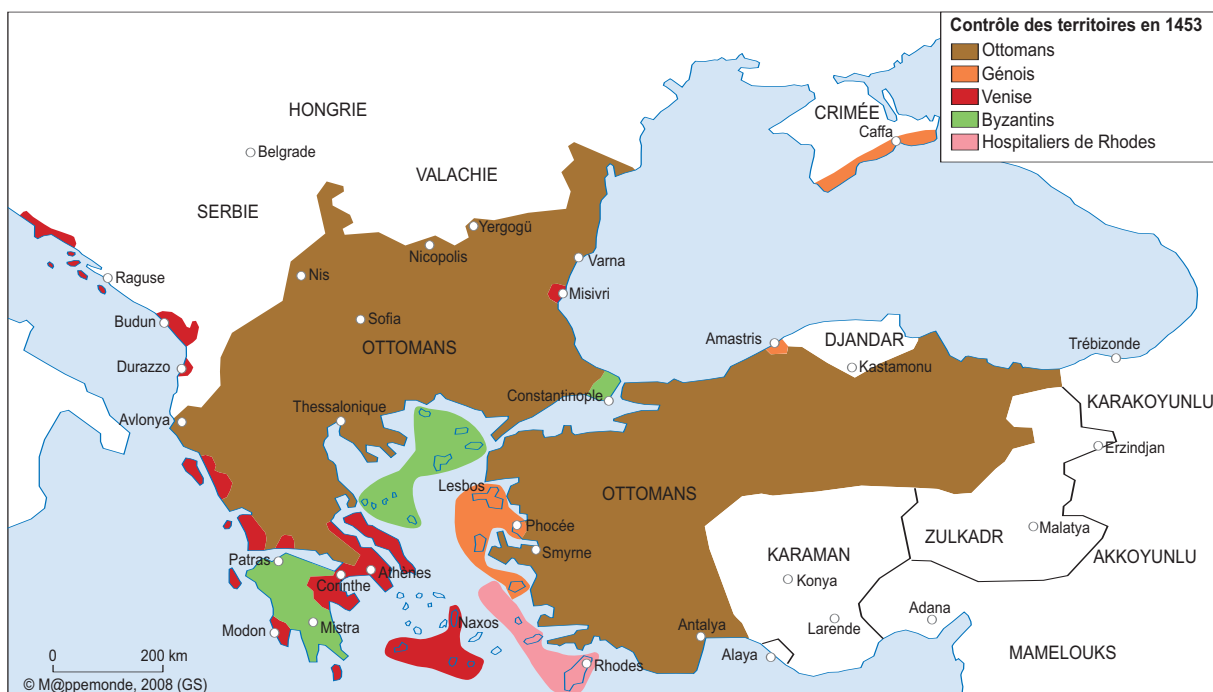 Contrôle des territoires en 1453
Ottomans
Génois
Venise
Byzantins
Hospitaliers de Rhodes
HONGRIE
CRIMÉE
Caffa
Belgrade
VALACHIE
SERBIE
Yergogü
Nicopolis
Varna
Raguse
Nis
Misivri
Budun
Sofia
OTTOMANS
Amastris
DJANDAR
Trébizonde
Durazzo
Kastamonu
Constantinople
KARAKOYUNLU
Avlonya
Thessalonique
Erzindjan
Lesbos
OTTOMANS
Phocée
ZULKADR
Malatya
Smyrne
KARAMAN
AKKOYUNLU
Patras
Corinthe
Athènes
Konya
Modon
Mistra
Naxos
Antalya
Larende
Adana
Rhodes
Alaya
MAMELOUKS
0 200 km
© M@ppemonde, 2008 (GS)